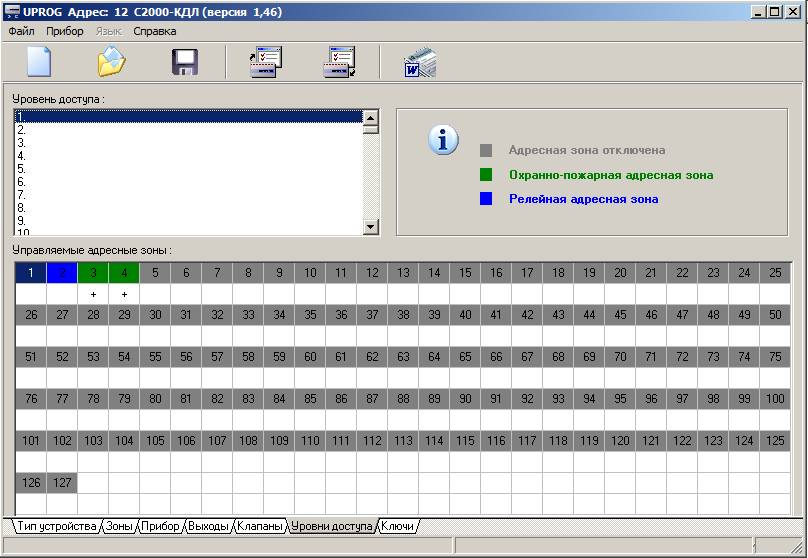 UPROG Адрес: 12 С2000-КДЛ (версия 1,46)
Файл Прибор Язык Справка
Уровень доступа :
1.
2.
3.
4.
5.
6.
7.
8.
9.
10
Адресная зона отключена
Охранно-пожарная адресная зона
Релейная адресная зона
Управляемые адресные зоны :
1 2 3 4 5 6 7 8 9 10 11 12 13 14 15 16 17 18 19 20 21 22 23 24 25
+ +
26 27 28 29 30 31 32 33 34 35 36 37 38 39 40 41 42 43 44 45 46 47 48 49 50
51 52 53 54 55 56 57 58 59 60 61 62 63 64 65 66 67 68 69 70 71 72 73 74 75
76 77 78 79 80 81 82 83 84 85 86 87 88 89 90 91 92 93 94 95 96 97 98 99 100
101 102 103 104 105 106 107 108 109 110 111 112 113 114 115 116 117 118 119 120 121 122 123 124 125
126 127
Тип устройства Зоны Прибор Выходы Клапаны Уровни доступа Ключи